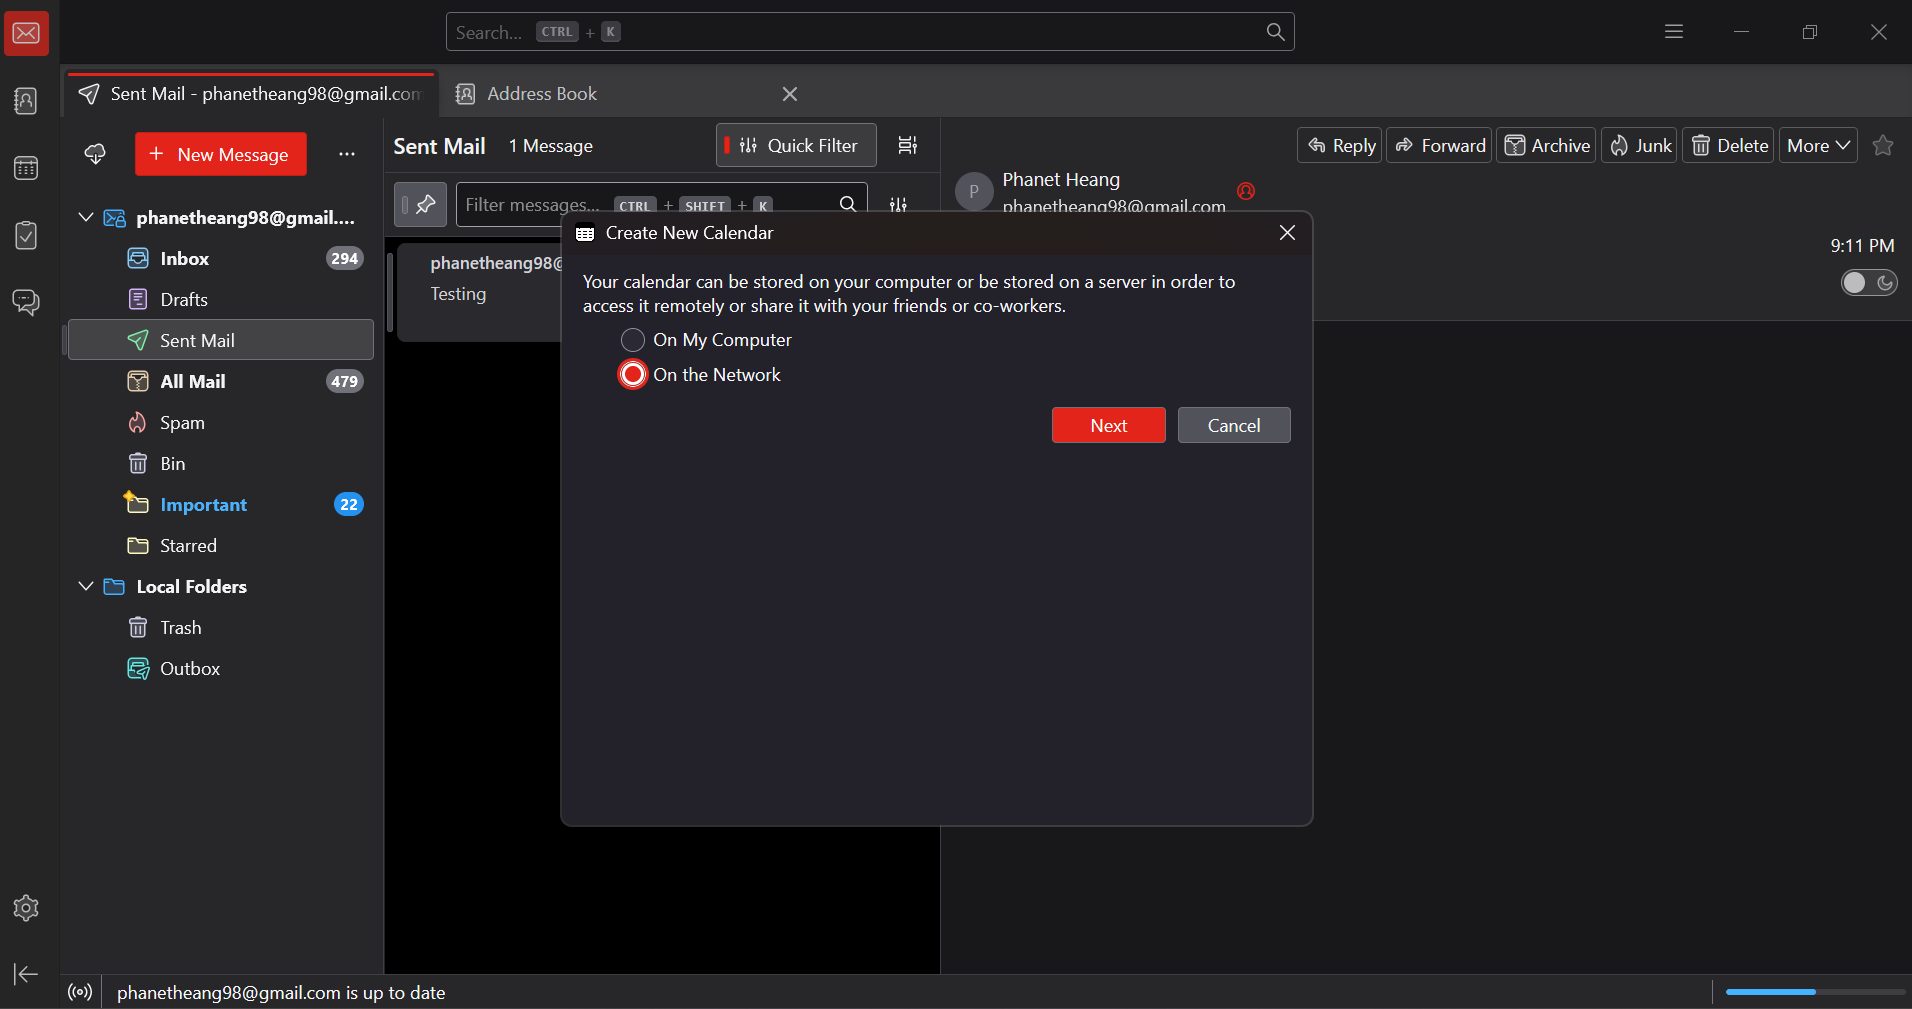 Search... CTRL + K
Sent Mail - phanetheang98@gmail.com
Address Book
New Message
Sent Mail 1 Message
Quick Filter
Reply Forward Archive Junk Delete More
Filter messages... CTRL + SHIFT + K
P
Phanet Heang
phanetheang98@gmail.com
9:11 PM
phanetheang98@gmail....
Inbox 294
Drafts
Sent Mail
All Mail 479
Spam
Bin
Important 22
Starred
Local Folders
Trash
Outbox
phanetheang98@
Testing
Create New Calendar
Your calendar can be stored on your computer or be stored on a server in order to
access it remotely or share it with your friends or co-workers.
On My Computer
On the Network
Next Cancel
phanetheang98@gmail.com is up to date